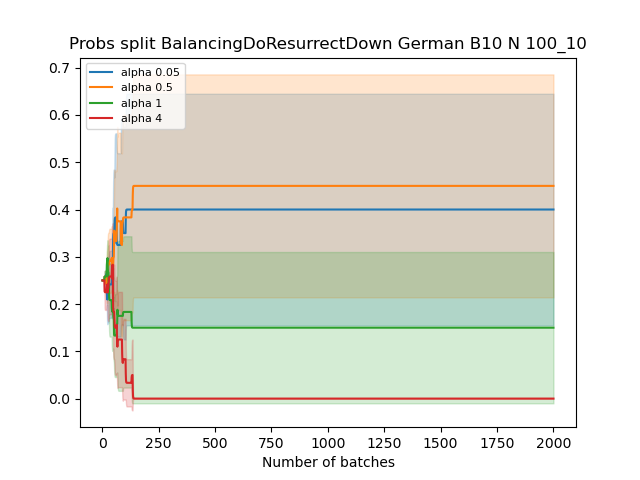 Probs split BalancingDoResurrectDown German B10 N 100_10
alpha 0.05
alpha 0.5
alpha 1
alpha 4
0.7
0.6
0.5
0.4
0.3
0.2
0.1
0.0
0 250 500 750 1000 1250 1500 1750 2000
Number of batches